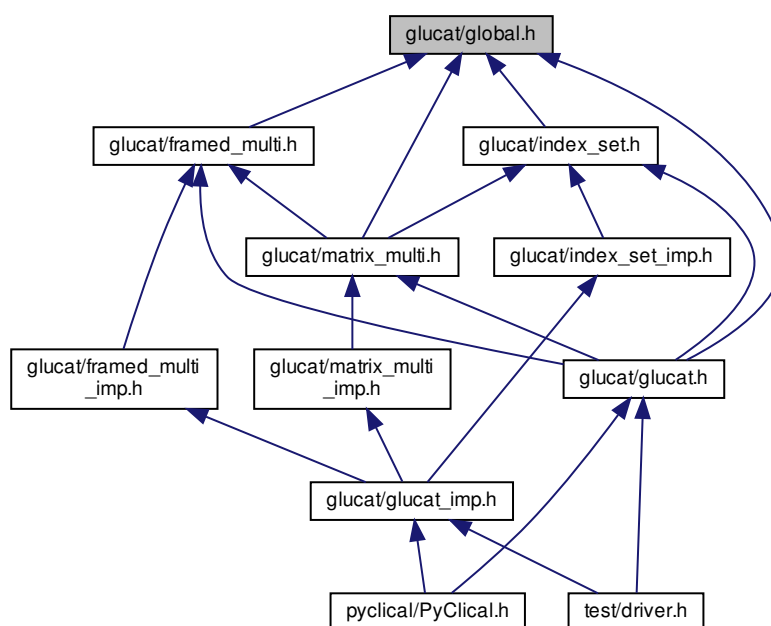 glucat/global.h
glucat/framed_multi.h
glucat/index_set.h
glucat/matrix_multi.h
glucat/index_set_imp.h
glucat/framed_multi
_imp.h
glucat/matrix_multi
_imp.h
glucat/glucat.h
glucat/glucat_imp.h
pyclical/PyClical.h
test/driver.h